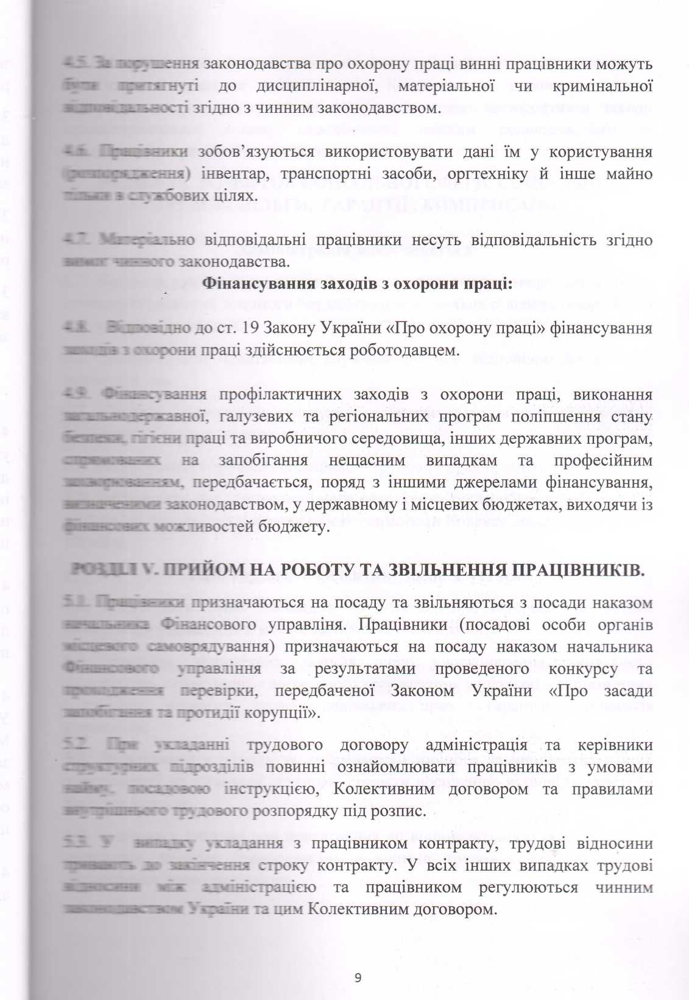 4.5. За порушення законодавства про охорону праці винні працівники можуть
бути притягнуті до дисциплінарної, матеріальної чи кримінальної
відповідальності згідно з чинним законодавством.
4.6. Працівники зобов’язуються використовувати дані їм у користування
(розпорядження) інвентар, транспортні засоби, оргтехніку й інше майно
тільки в службових цілях.
4.7. Матеріально відповідальні працівники несуть відповідальність згідно
вимог чинного законодавства.
Фінансування заходів з охорони праці:
4.8. Відповідно до ст. 19 Закону України «Про охорону праці» фінансування
заходів з охорони праці здійснюється роботодавцем.
4.9. Фінансування профілактичних заходів з охорони праці, виконання
загальнодержавної, галузевих та регіональних програм поліпшення стану
безпеки, гігієни праці та виробничого середовища, інших державних програм,
спрямованих на запобігання нещасним випадкам та професійним
захворюванням, передбачається, поряд з іншими джерелами фінансування,
визначеними законодавством, у державному і місцевих бюджетах, виходячи із
фінансових можливостей бюджету.
РОЗДІЛ V. ПРИЙОМ НА РОБОТУ ТА ЗВІЛЬНЕННЯ ПРАЦІВНИКІВ.
5.1. Працівники призначаються на посаду та звільняються з посади наказом
начальника Фінансового управліня. Працівники (посадові особи органів
місцевого самоврядування) призначаються на посаду наказом начальника
Фінансового управління за результатами проведеного конкурсу та
проходження перевірки, передбаченої Законом України «Про засади
запобігання та протидії корупції».
5.2. При укладанні трудового договору адміністрація та керівники
структурних підрозділів повинні ознайомлювати працівників з умовами
найму, посадовою інструкцією, Колективним договором та правилами
внутрішнього трудового розпорядку під розпис.
5.3. У випадку укладання з працівником контракту, трудові відносини
тривають до закінчення строку контракту. У всіх інших випадках трудові
відносини між адміністрацією та працівником регулюються чинним
законодавством України та цим Колективним договором.
9